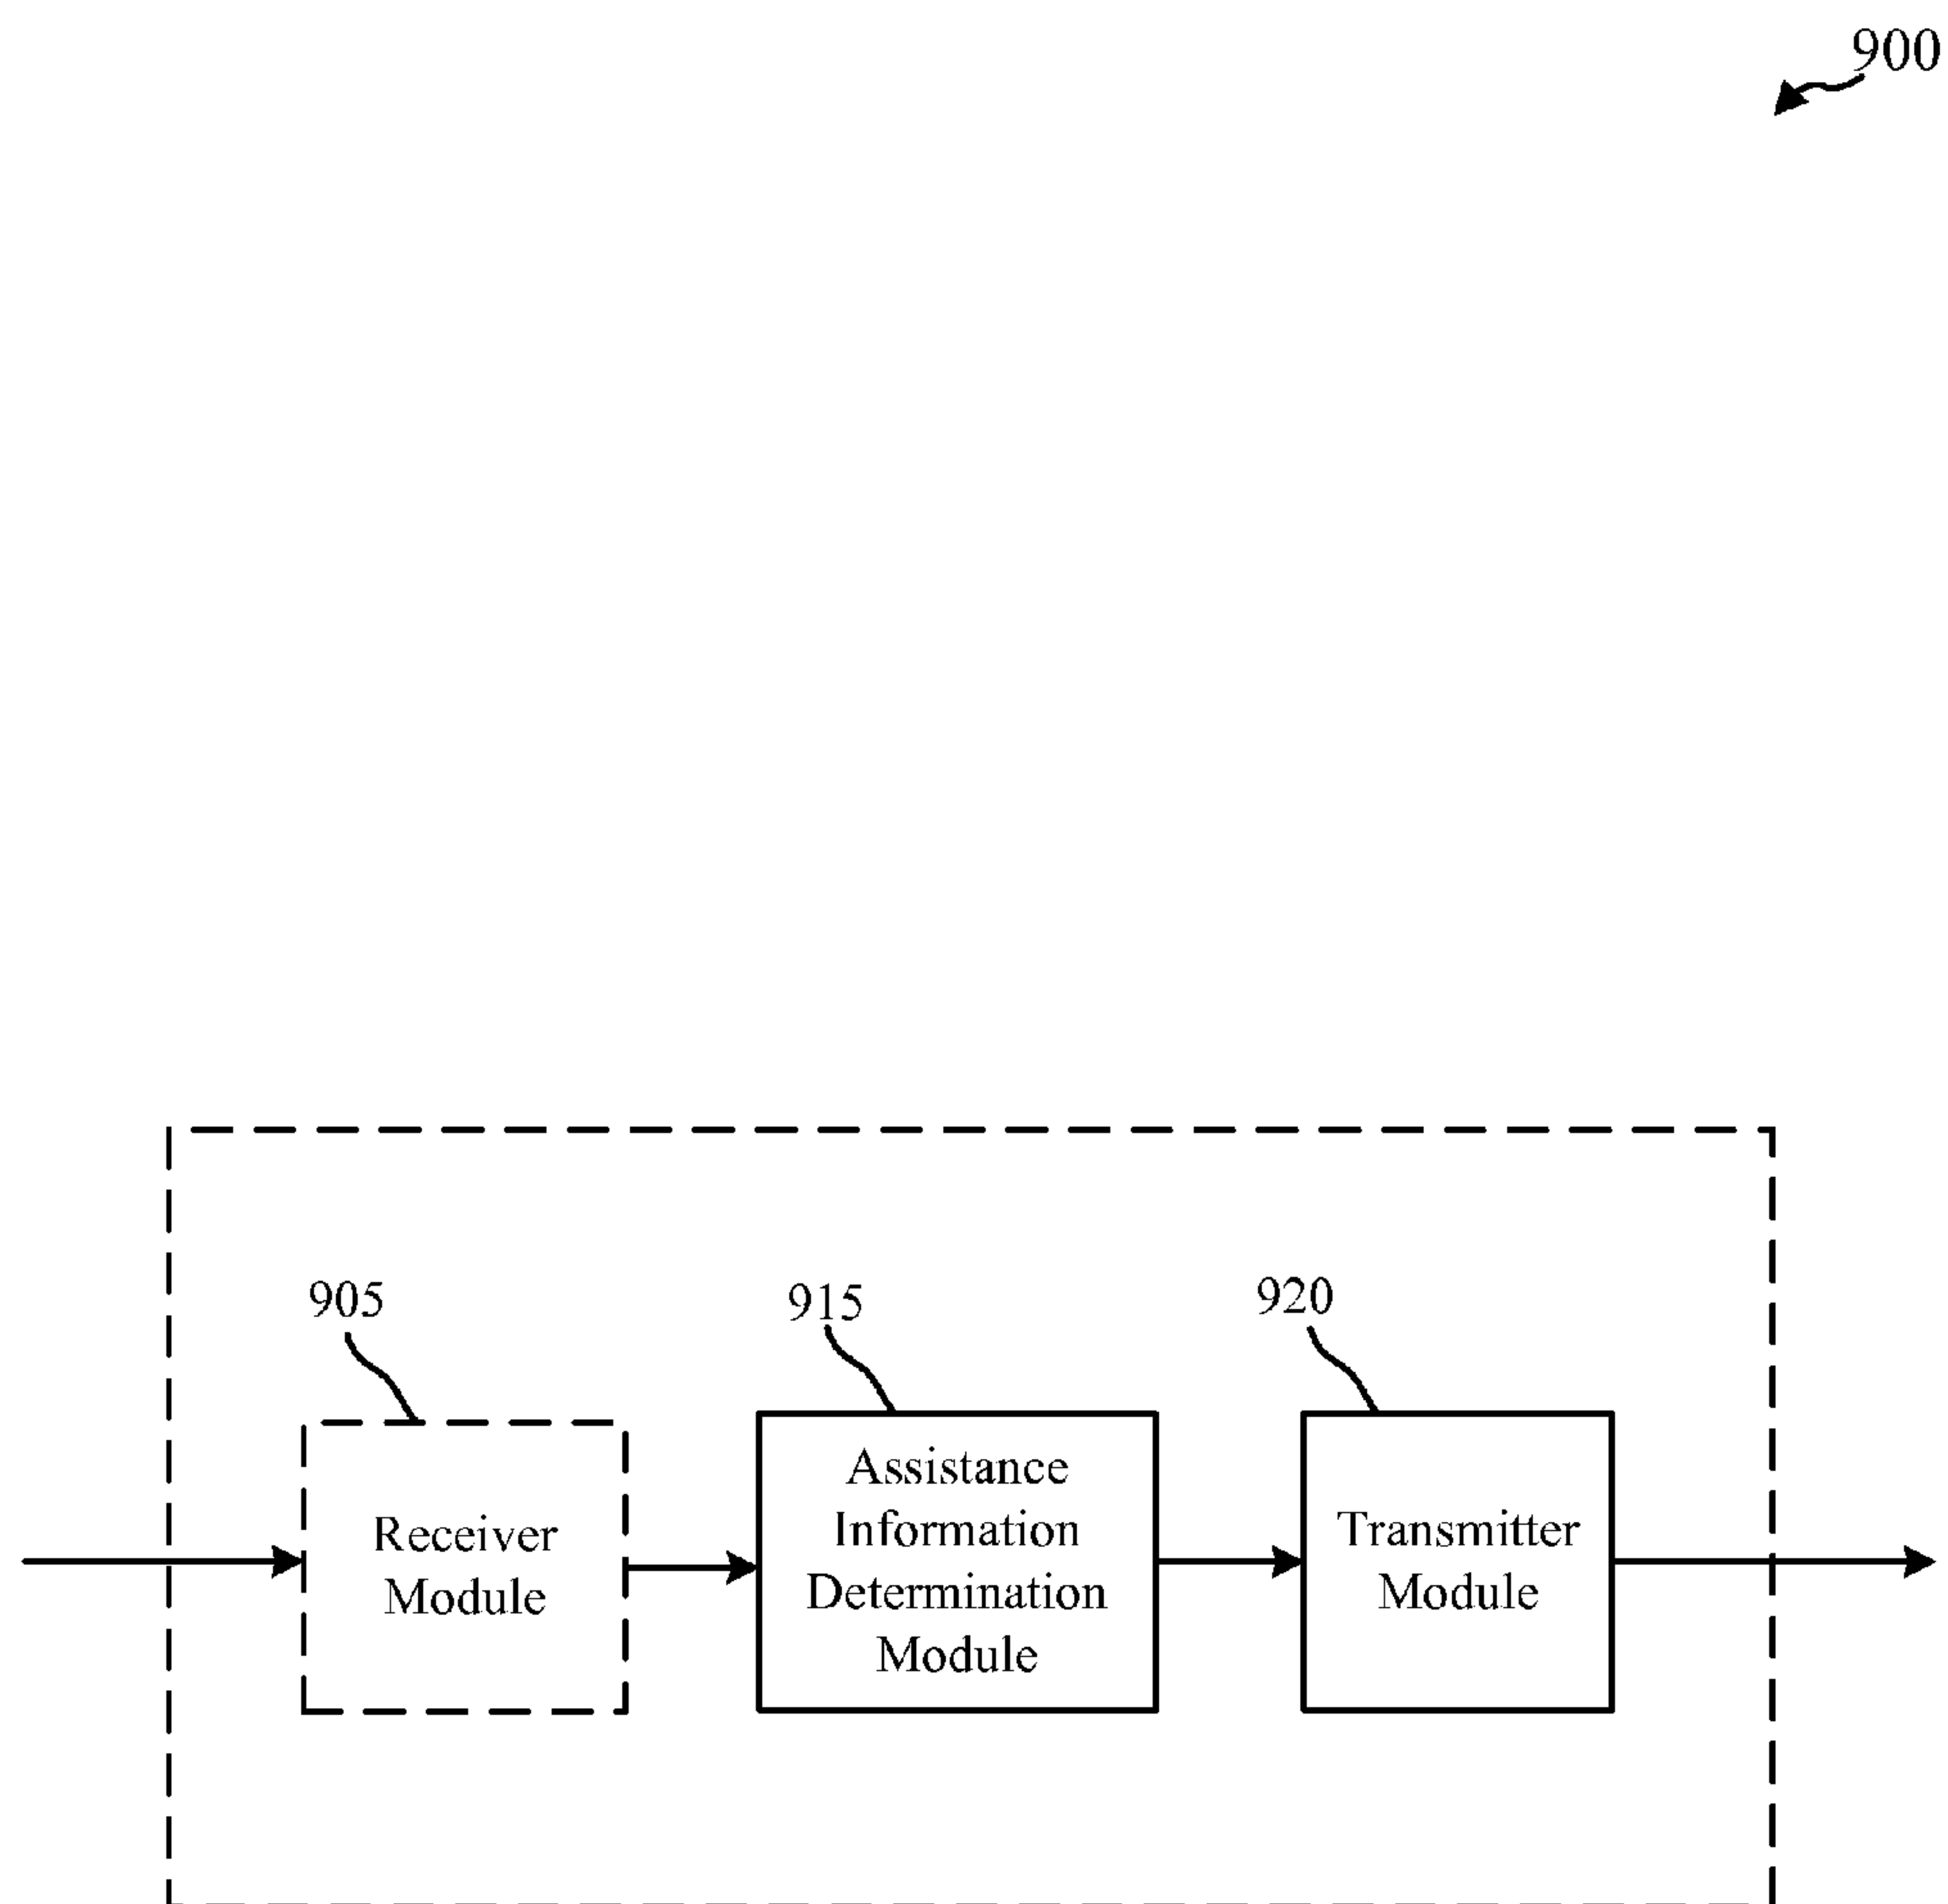 900
905
915
920
Receiver
Module
Assistance
Information
Determination
Module
Transmitter
Module